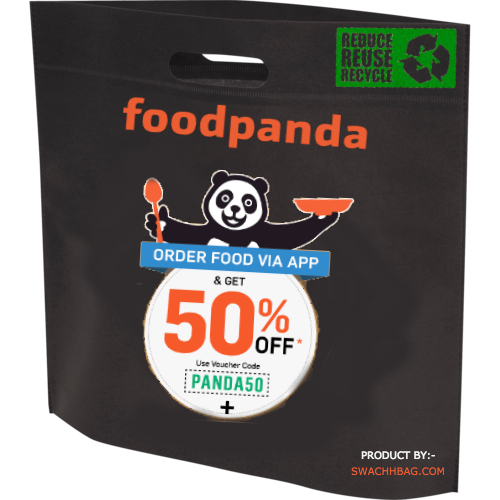 REDUCE
REUSE
RECYCLE
foodpanda
ORDER FOOD VIA APP
& GET
50% OFF*
Use Voucher Code
PANDA50
+
PRODUCT BY:-
SWACHHBAG.COM